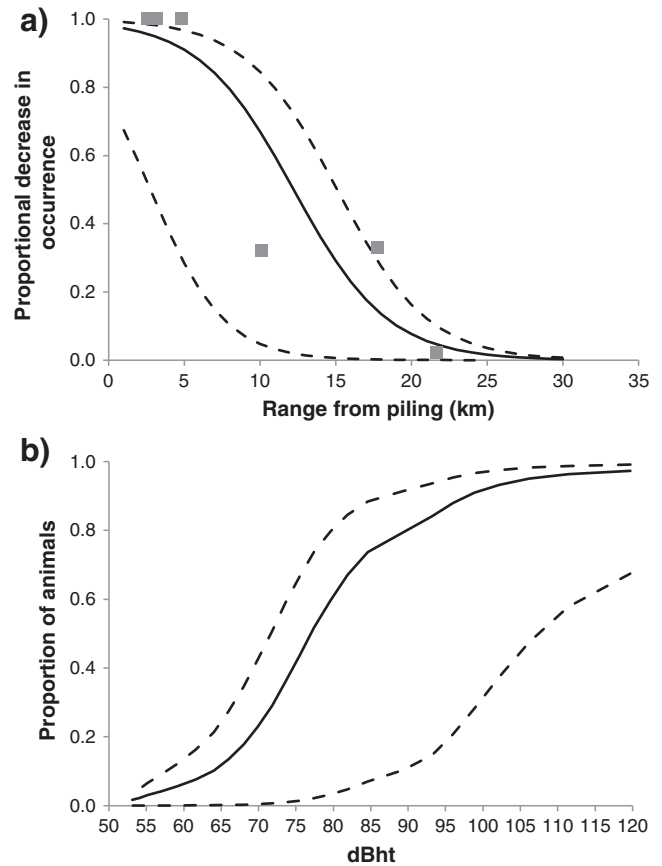 a)
Proportional decrease in
occurrence
1.0
0.8
0.6
0.4
0.2
0.0
0 5 10 15 20 25 30 35
Range from piling (km)
b)
Proportion of animals
1.0
0.8
0.6
0.4
0.2
0.0
50 55 60 65 70 75 80 85 90 95 100 105 110 115 120
dBht